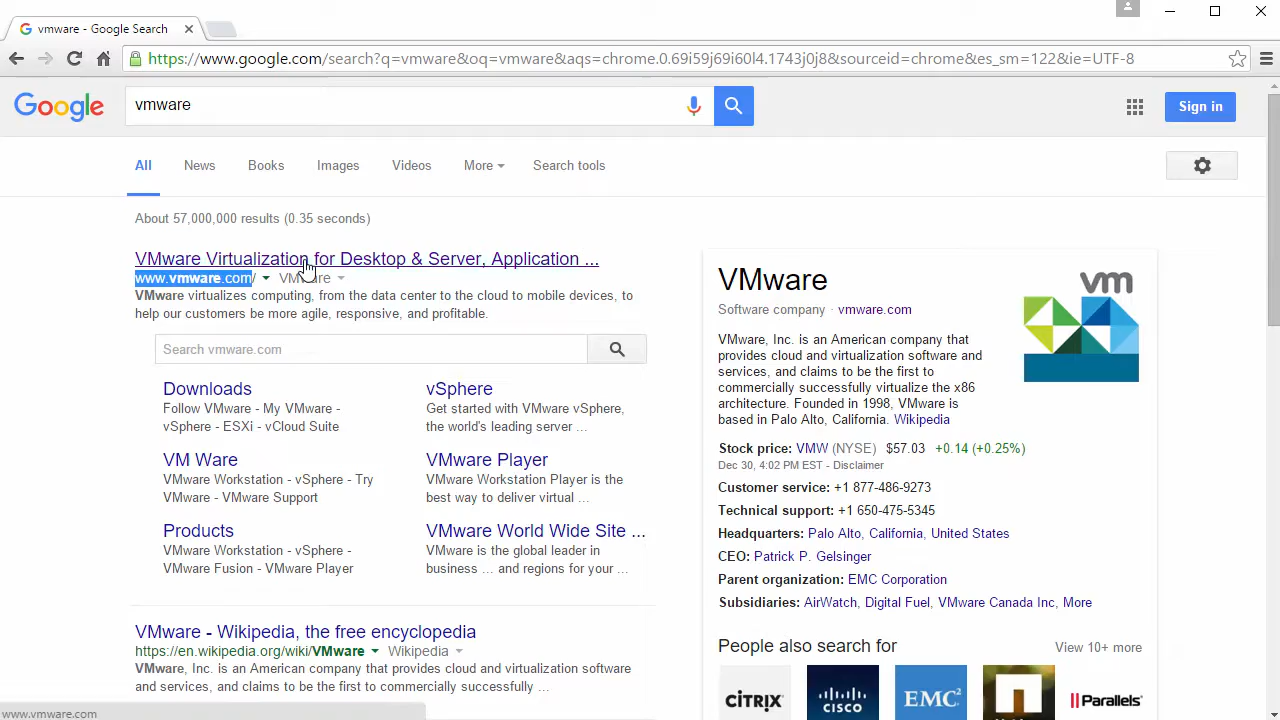 vmware - Google Search
https://www.google.com/search?q=vmware&oq=vmware&aqs=chrome.0.69i59j69i60l4.1743j0j8&sourceid=chrome&es_sm=122&ie=UTF-8
Google
vmware
Sign in
All News Books Images Videos More Search tools
About 57,000,000 results (0.35 seconds)
VMware Virtualization for Desktop & Server, Application ...
www.vmware.com/ VMware
VMware virtualizes computing, from the data center to the cloud to mobile devices, to
help our customers be more agile, responsive, and profitable.
Search vmware.com
Downloads
Follow VMware - My VMware -
vSphere - ESXi - vCloud Suite
vSphere
Get started with VMware vSphere,
the world's leading server ...
VM Ware
VMware Workstation - vSphere - Try
VMware - VMware Support
VMware Player
VMware Workstation Player is the
best way to deliver virtual ...
Products
VMware Workstation - vSphere -
VMware Fusion - VMware Player
VMware World Wide Site ...
VMware is the global leader in
business ... and regions for your ...
VMware - Wikipedia, the free encyclopedia
https://en.wikipedia.org/wiki/VMware Wikipedia
VMware, Inc. is an American company that provides cloud and virtualization software
and services, and claims to be the first to commercially successfully ...
VMware
Software company · vmware.com
vm
VMware, Inc. is an American company that
provides cloud and virtualization software and
services, and claims to be the first to
commercially successfully virtualize the x86
architecture. Founded in 1998, VMware is
based in Palo Alto, California. Wikipedia
Stock price: VMW (NYSE) $57.03 +0.14 (+0.25%)
Dec 30, 4:02 PM EST - Disclaimer
Customer service: +1 877-486-9273
Technical support: +1 650-475-5345
Headquarters: Palo Alto, California, United States
CEO: Patrick P. Gelsinger
Parent organization: EMC Corporation
Subsidiaries: AirWatch, Digital Fuel, VMware Canada Inc, More
People also search for
View 10+ more
CITRIX
CISCO
EMC²
Parallels
www.vmware.com